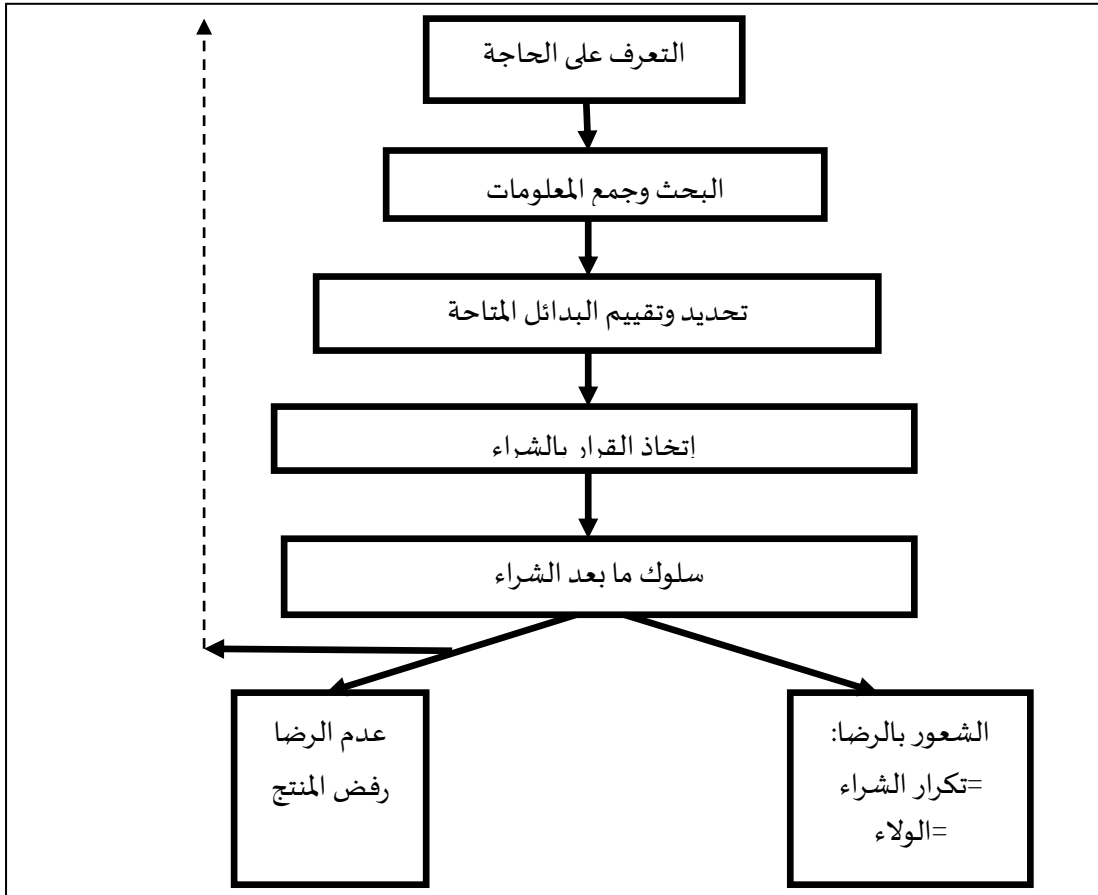 التعرف على الحاجة
البحث وجمع المعلومات
تحديد وتقييم البدائل المتاحة
إتخاذ القرار بالشراء
سلوك ما بعد الشراء
الشعور بالرضا:
=تكرار الشراء
=الولاء
عدم الرضا
رفض المنتج